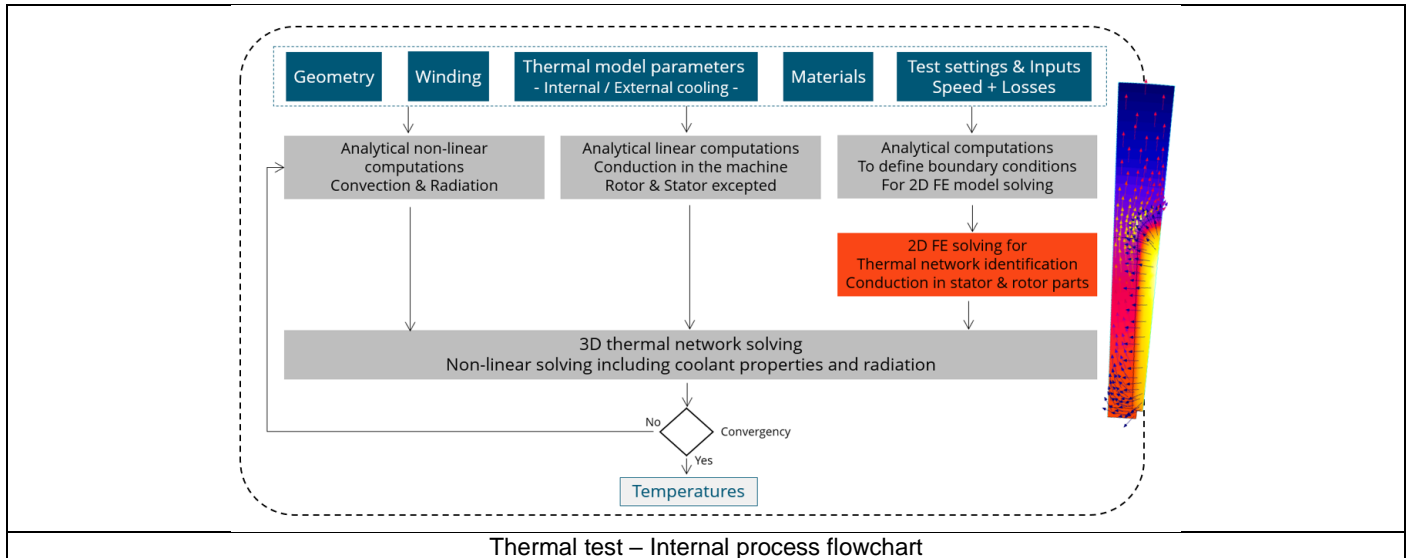 Geometry
Winding
Thermal model parameters
- Internal / External cooling -
Materials
Test settings & Inputs
Speed + Losses
Analytical non-linear
computations
Convection & Radiation
Analytical linear computations
Conduction in the machine
Rotor & Stator excepted
Analytical computations
To define boundary conditions
For 2D FE model solving
2D FE solving for
Thermal network identification
Conduction in stator & rotor parts
3D thermal network solving
Non-linear solving including coolant properties and radiation
No
Convergency
Yes
Temperatures
Thermal test – Internal process flowchart